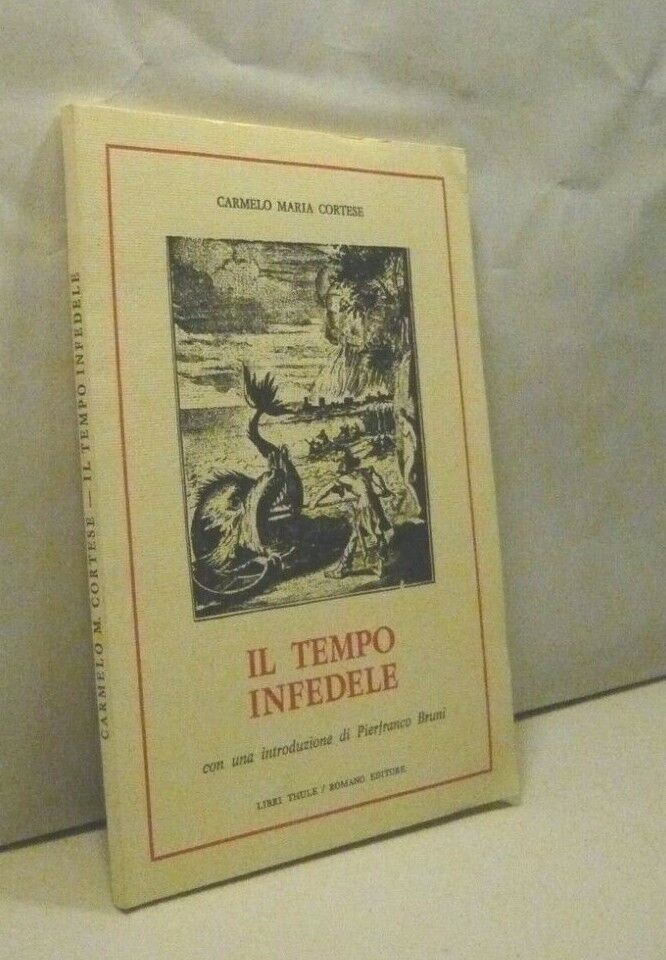 CARMELO MARIA CORTESE
IL TEMPO
INFEDELE
con una introduzione di Pierfranco Bruni
LIBRI THULE / ROMANO EDITORE
CARMELO M. CORTESE — IL TEMPO INFEDELE